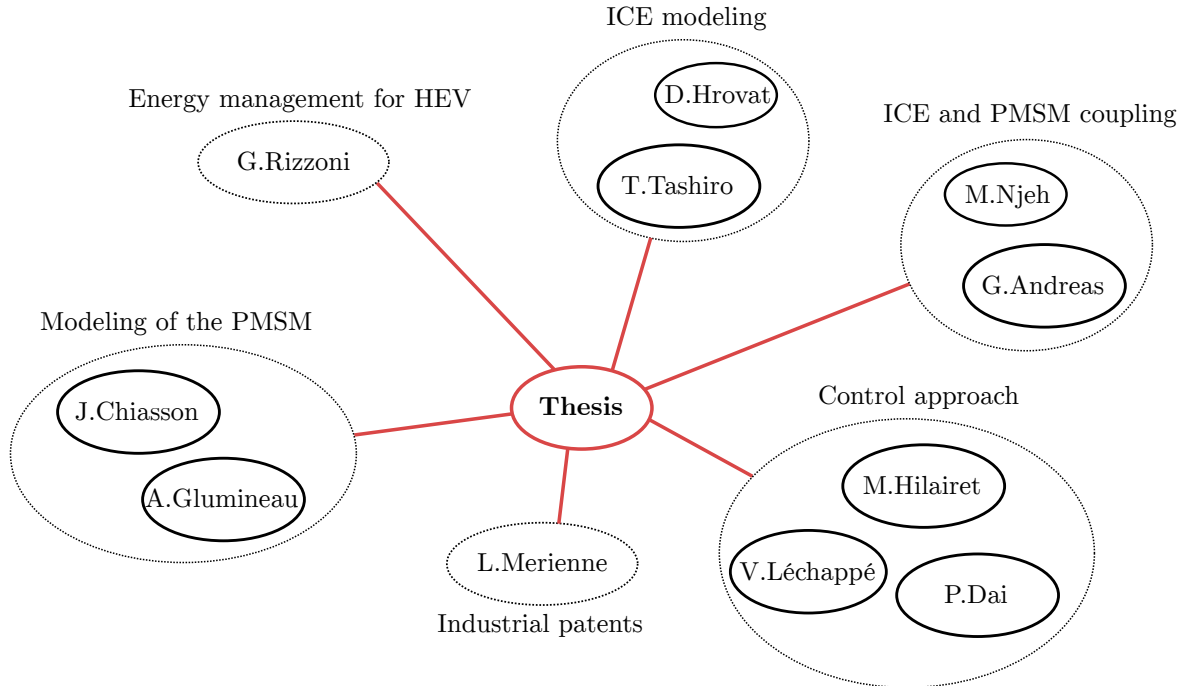 ICE modeling
D.Hrovat
T.Tashiro
Energy management for HEV
G.Rizzoni
ICE and PMSM coupling
M.Njeh
G.Andreas
Modeling of the PMSM
J.Chiasson
A.Glumineau
Thesis
Control approach
M.Hilairet
V.Léchappé
P.Dai
L.Merienne
Industrial patents